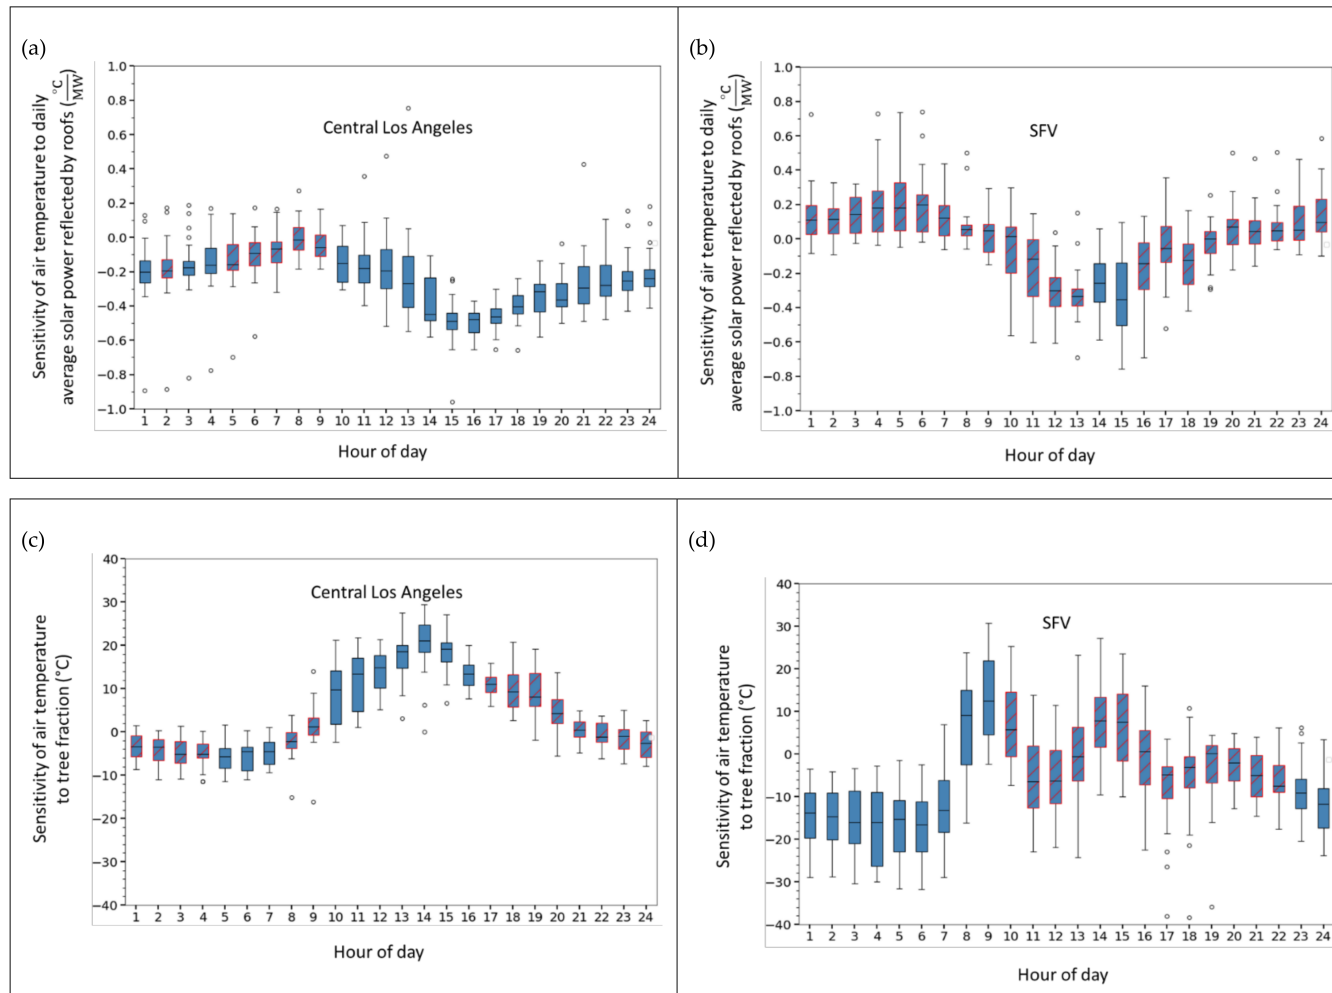 (a)
Sensitivity of air temperature to daily
average solar power reflected by roofs (°C/MW)
1.0
0.8
0.6
0.4
0.2
0.0
−0.2
−0.4
−0.6
−0.8
−1.0
Central Los Angeles
1 2 3 4 5 6 7 8 9 10 11 12 13 14 15 16 17 18 19 20 21 22 23 24
Hour of day
(b)
Sensitivity of air temperature to daily
average solar power reflected by roofs (°C/MW)
1.0
0.8
0.6
0.4
0.2
0.0
−0.2
−0.4
−0.6
−0.8
−1.0
SFV
1 2 3 4 5 6 7 8 9 10 11 12 13 14 15 16 17 18 19 20 21 22 23 24
Hour of day
(c)
Sensitivity of air temperature
to tree fraction (°C)
40
30
20
10
0
−10
−20
−30
−40
Central Los Angeles
1 2 3 4 5 6 7 8 9 10 11 12 13 14 15 16 17 18 19 20 21 22 23 24
Hour of day
(d)
Sensitivity of air temperature
to tree fraction (°C)
40
30
20
10
0
−10
−20
−30
−40
SFV
1 2 3 4 5 6 7 8 9 10 11 12 13 14 15 16 17 18 19 20 21 22 23 24
Hour of day